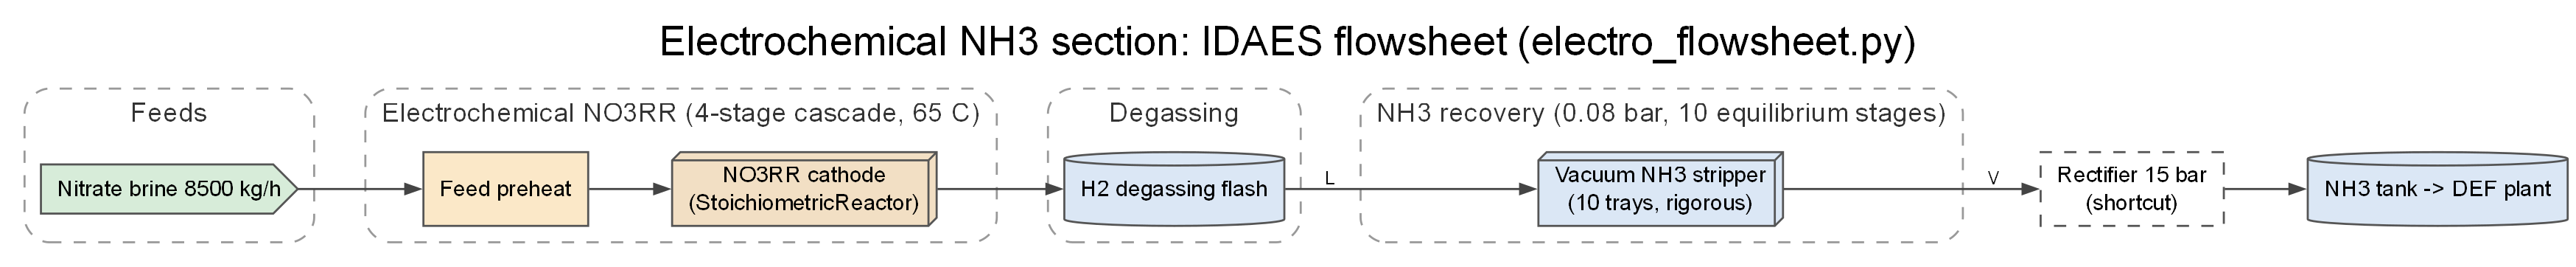 Electrochemical NH3 section: IDAES flowsheet (electro_flowsheet.py)
Feeds
Nitrate brine 8500 kg/h
Electrochemical NO3RR (4-stage cascade, 65 C)
Feed preheat
NO3RR cathode
(StoichiometricReactor)
Degassing
H2 degassing flash
L
NH3 recovery (0.08 bar, 10 equilibrium stages)
Vacuum NH3 stripper
(10 trays, rigorous)
V
Rectifier 15 bar
(shortcut)
NH3 tank -> DEF plant